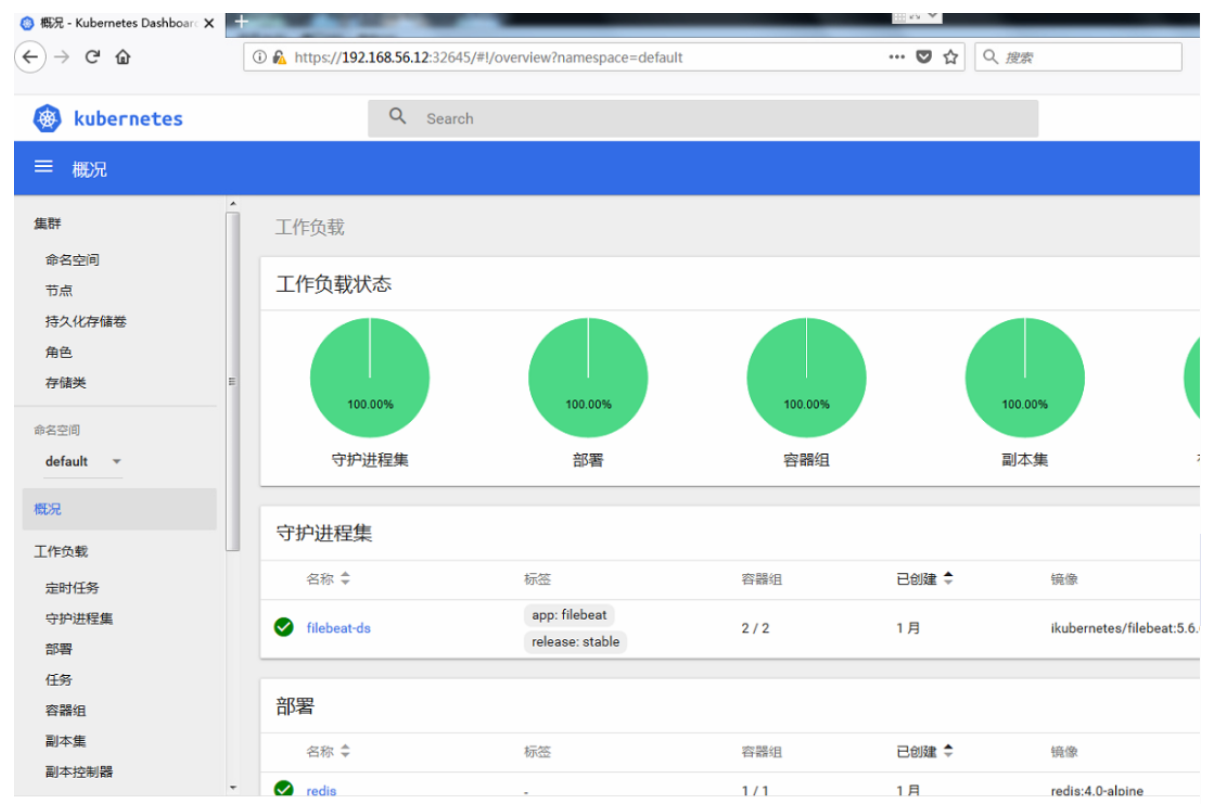 概况 - Kubernetes Dashboar
https://192.168.56.12:32645/#!/overview?namespace=default
搜索
kubernetes
Search
概况
集群
命名空间
节点
持久化存储卷
角色
存储类
命名空间
default
概况
工作负载
定时任务
守护进程集
部署
任务
容器组
副本集
副本控制器
工作负载
工作负载状态
100.00% 100.00% 100.00% 100.00%
守护进程集 部署 容器组 副本集
守护进程集
名称 标签 容器组 已创建 镜像
filebeat-ds app: filebeat release: stable 2 / 2 1 月 ikubernetes/filebeat:5.6.
部署
名称 标签 容器组 已创建 镜像
redis - 1 / 1 1 月 redis:4.0-alpine